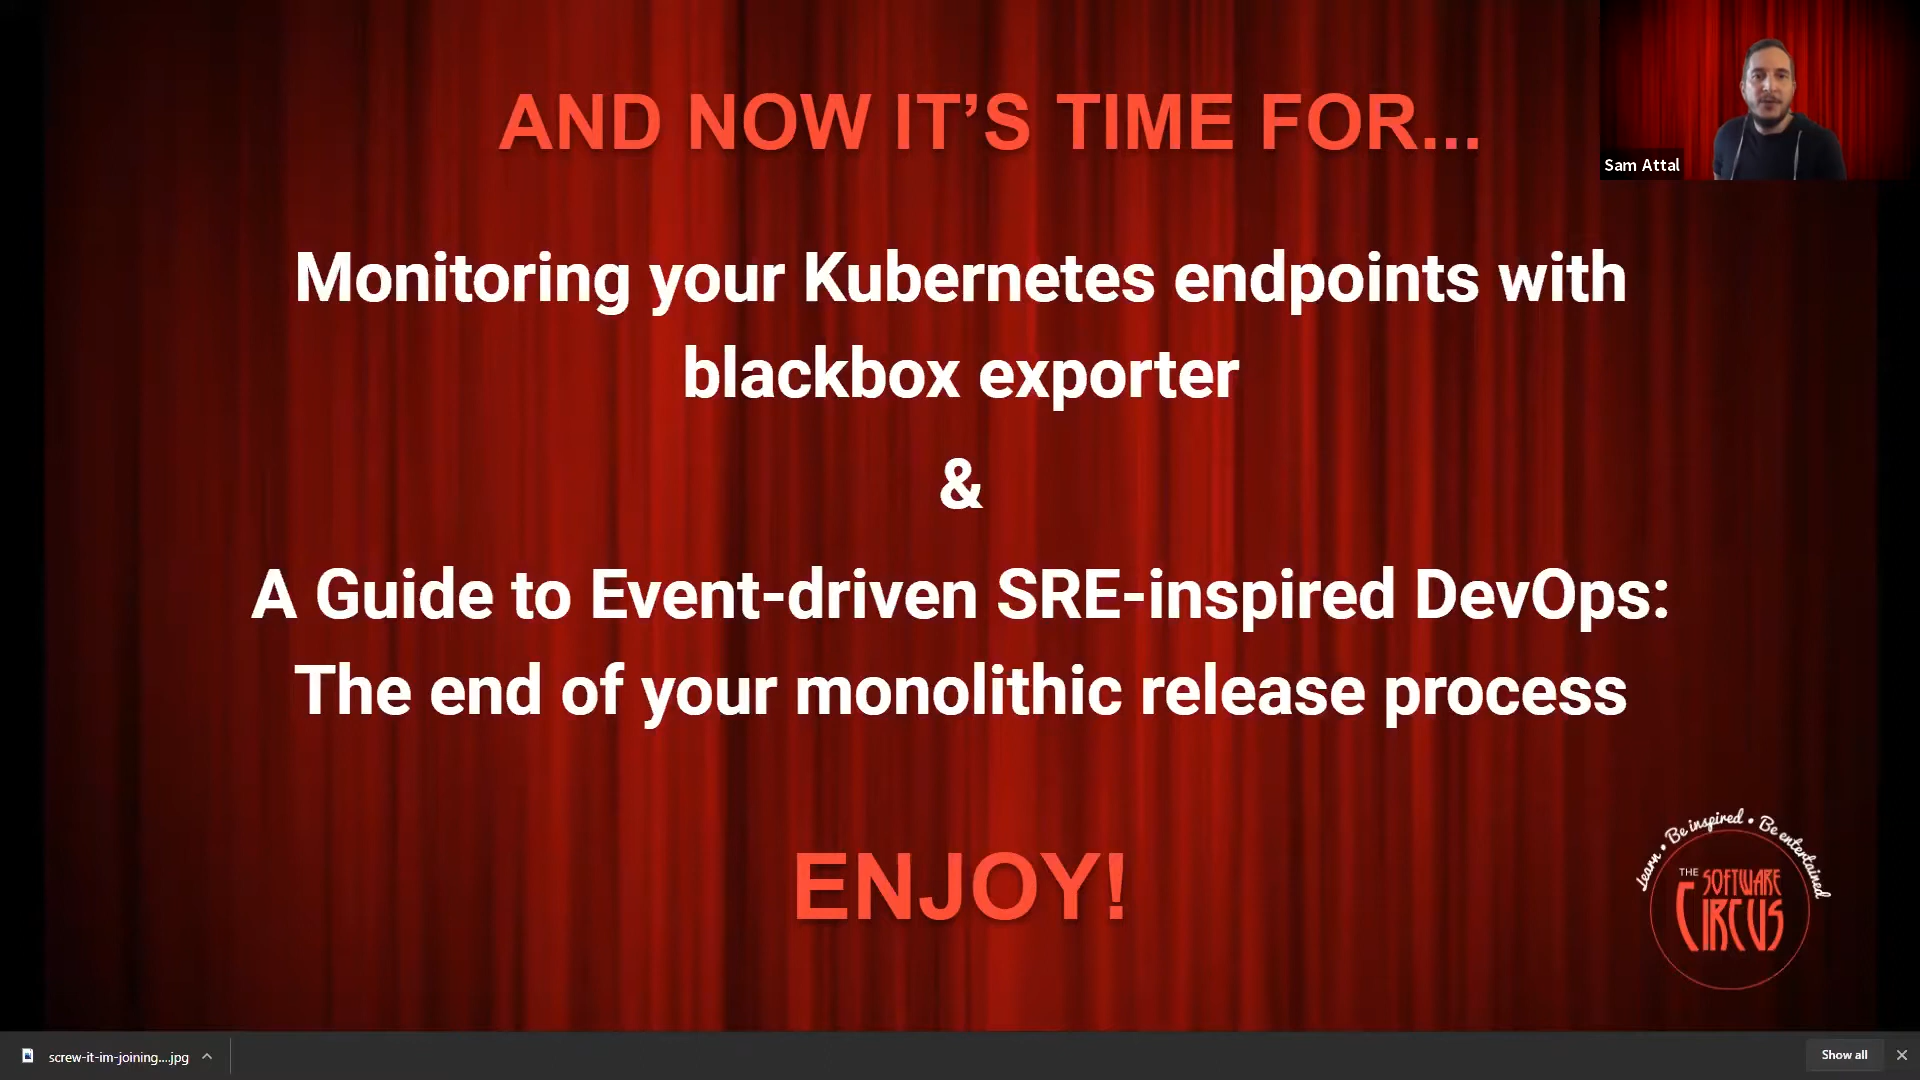 AND NOW IT’S TIME FOR...
Sam Attal
Monitoring your Kubernetes endpoints with
blackbox exporter
&
A Guide to Event-driven SRE-inspired DevOps:
The end of your monolithic release process
ENJOY!
Learn • Be inspired • Be entertained
THE
SOFTWARE
CIRCUS
screw-it-im-joining....jpg
Show all